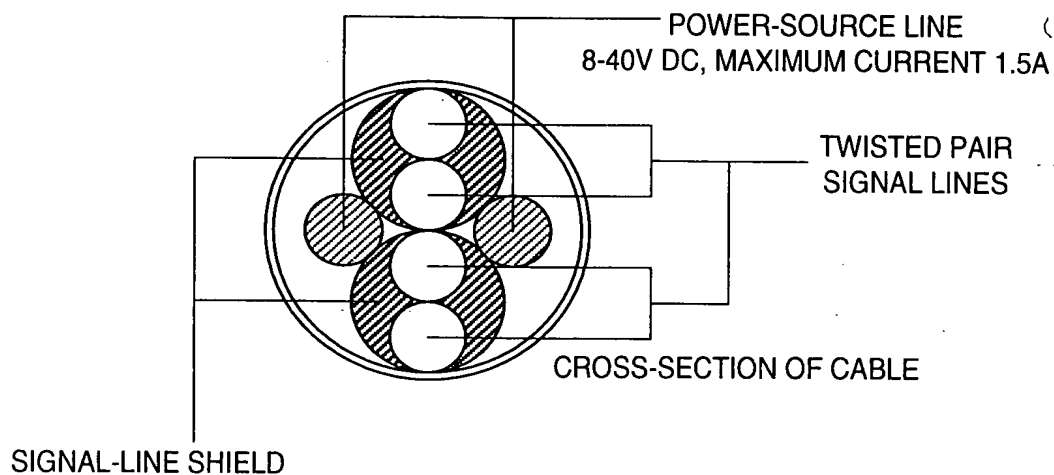 POWER-SOURCE LINE
8-40V DC, MAXIMUM CURRENT 1.5A
TWISTED PAIR
SIGNAL LINES
CROSS-SECTION OF CABLE
SIGNAL-LINE SHIELD